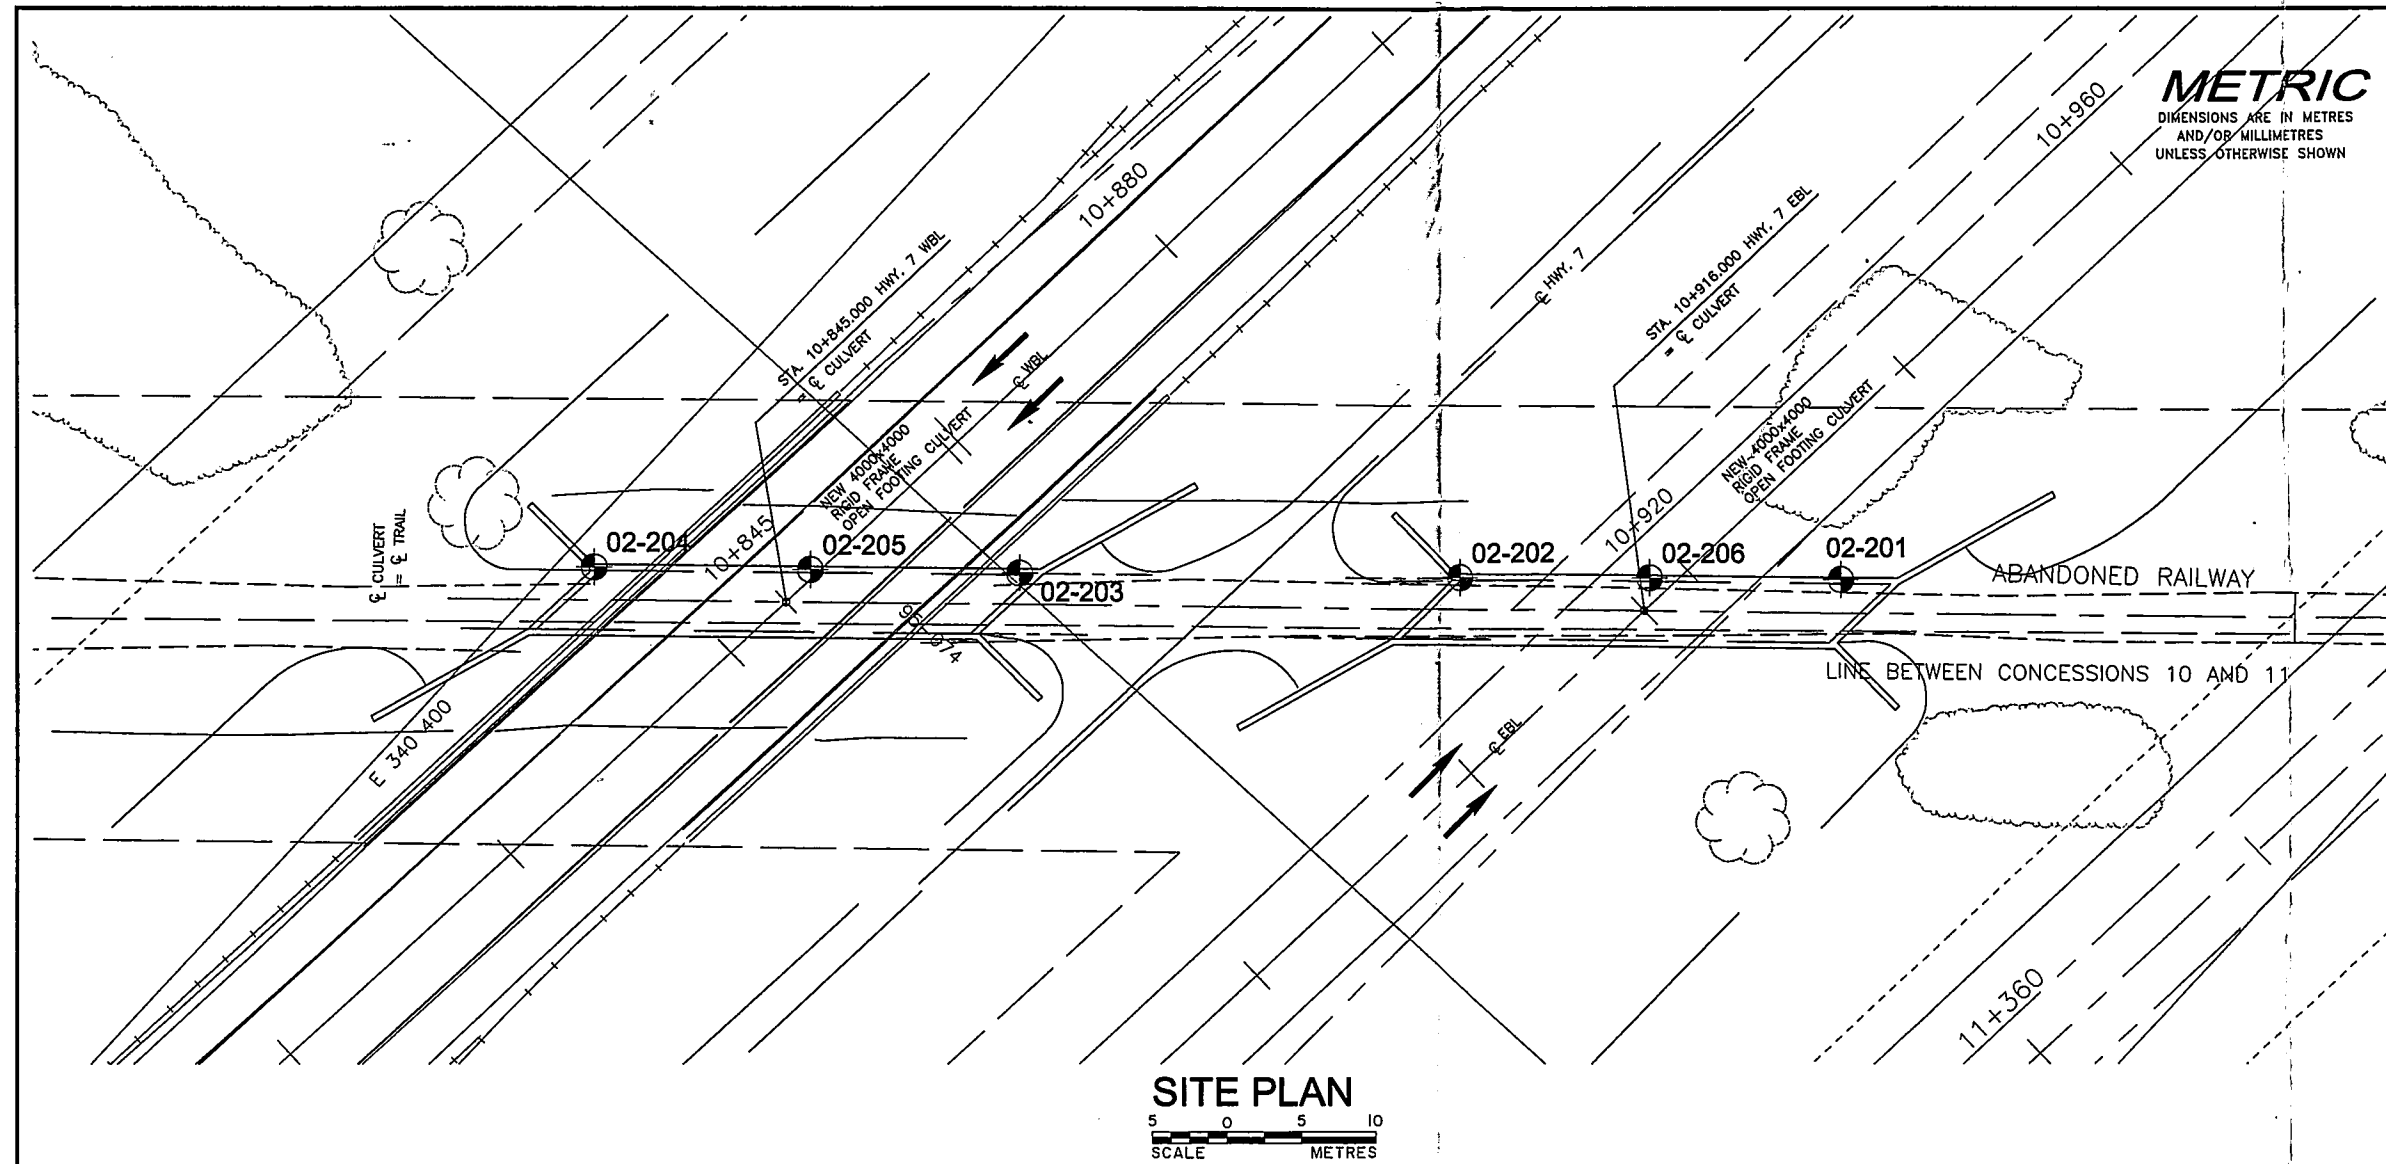 METRIC
DIMENSIONS ARE IN METRES
AND/OR MILLIMETRES
UNLESS OTHERWISE SHOWN
10+960
10+880
STA. 10+845.000 HWY. 7 WBL
= ℄ CULVERT
℄ WBL
℄ HWY. 7
STA. 10+916.000 HWY. 7 EBL
= ℄ CULVERT
NEW 4000x4000
RIGID FRAME
OPEN FOOTING CULVERT
NEW 4000x4000
RIGID FRAME
OPEN FOOTING CULVERT
℄ CULVERT
= ℄ TRAIL
10+845
10+920
02-204
02-205
02-203
02-202
02-206
02-201
ABANDONED RAILWAY
LINE BETWEEN CONCESSIONS 10 AND 11
E 340 400
℄ EBL
11+360
SITE PLAN
5 0 5 10
SCALE METRES